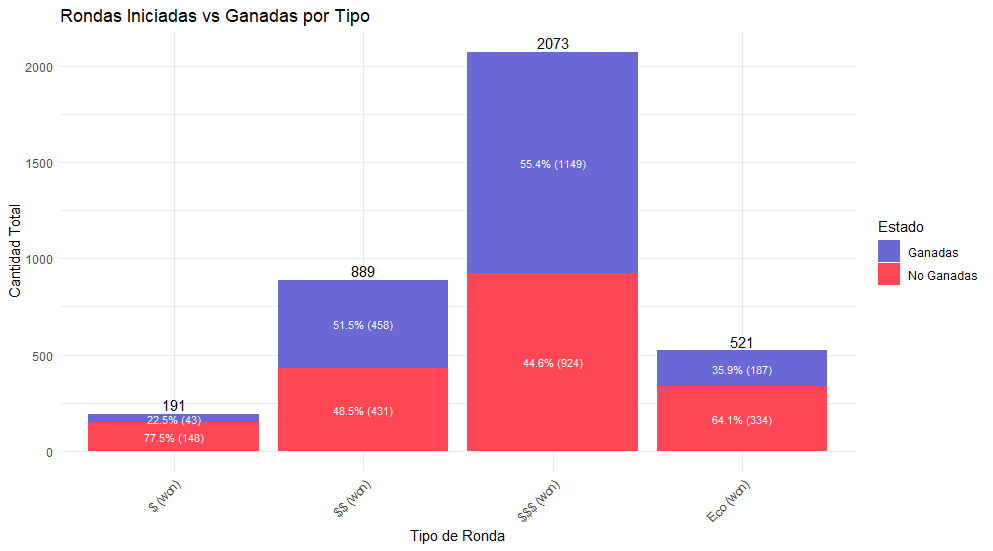 Rondas Iniciadas vs Ganadas por Tipo
Cantidad Total
2000
1500
1000
500
0
191
22.5% (43)
77.5% (148)
889
51.5% (458)
48.5% (431)
2073
55.4% (1149)
44.6% (924)
521
35.9% (187)
64.1% (334)
$ (won)
$$ (won)
$$$ (won)
Eco (won)
Tipo de Ronda
Estado
Ganadas
No Ganadas